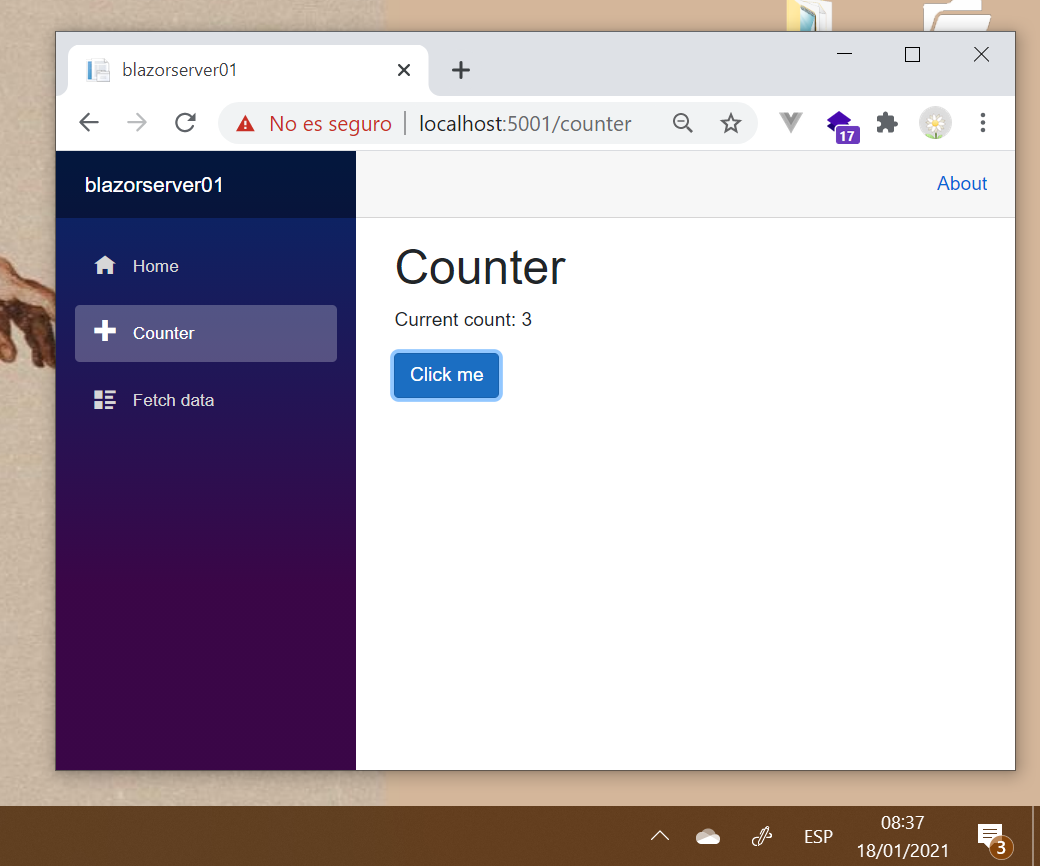 blazorserver01
No es seguro localhost:5001/counter
17
blazorserver01
About
Home
Counter
Fetch data
Counter
Current count: 3
Click me
ESP
08:37
18/01/2021
3